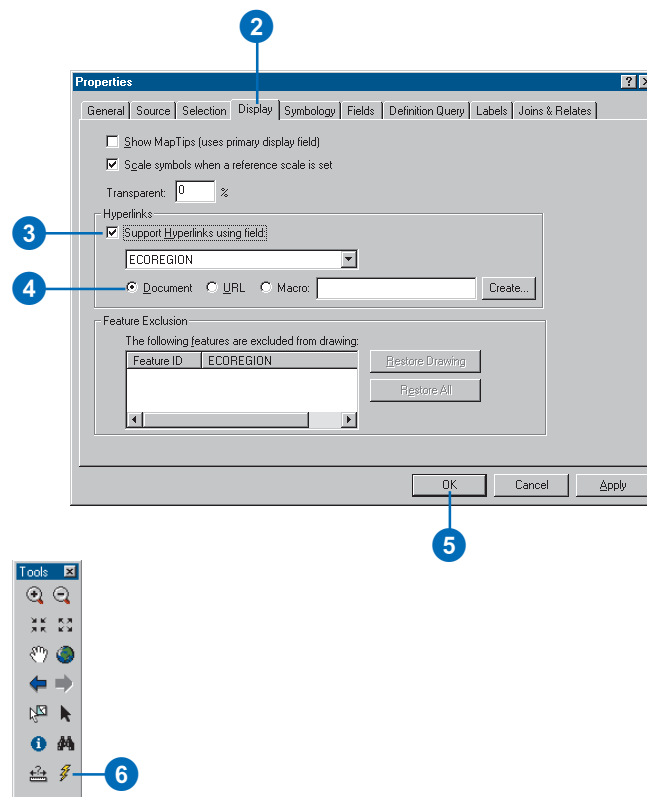 2
Properties
General Source Selection Display Symbology Fields Definition Query Labels Joins & Relates
Show MapTips (uses primary display field)
Scale symbols when a reference scale is set
Transparent: 0 %
Hyperlinks
3
Support Hyperlinks using field:
ECOREGION
4
Document URL Macro: Create...
Feature Exclusion
The following features are excluded from drawing:
Feature ID ECOREGION
Restore Drawing
Restore All
OK Cancel Apply
5
Tools
6